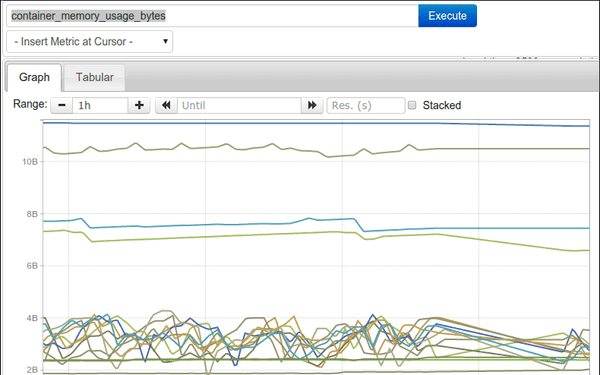 container_memory_usage_bytes Execute
- Insert Metric at Cursor -
Graph Tabular
Range: 1h Until Res. (s) Stacked
10B
8B
6B
4B
2B